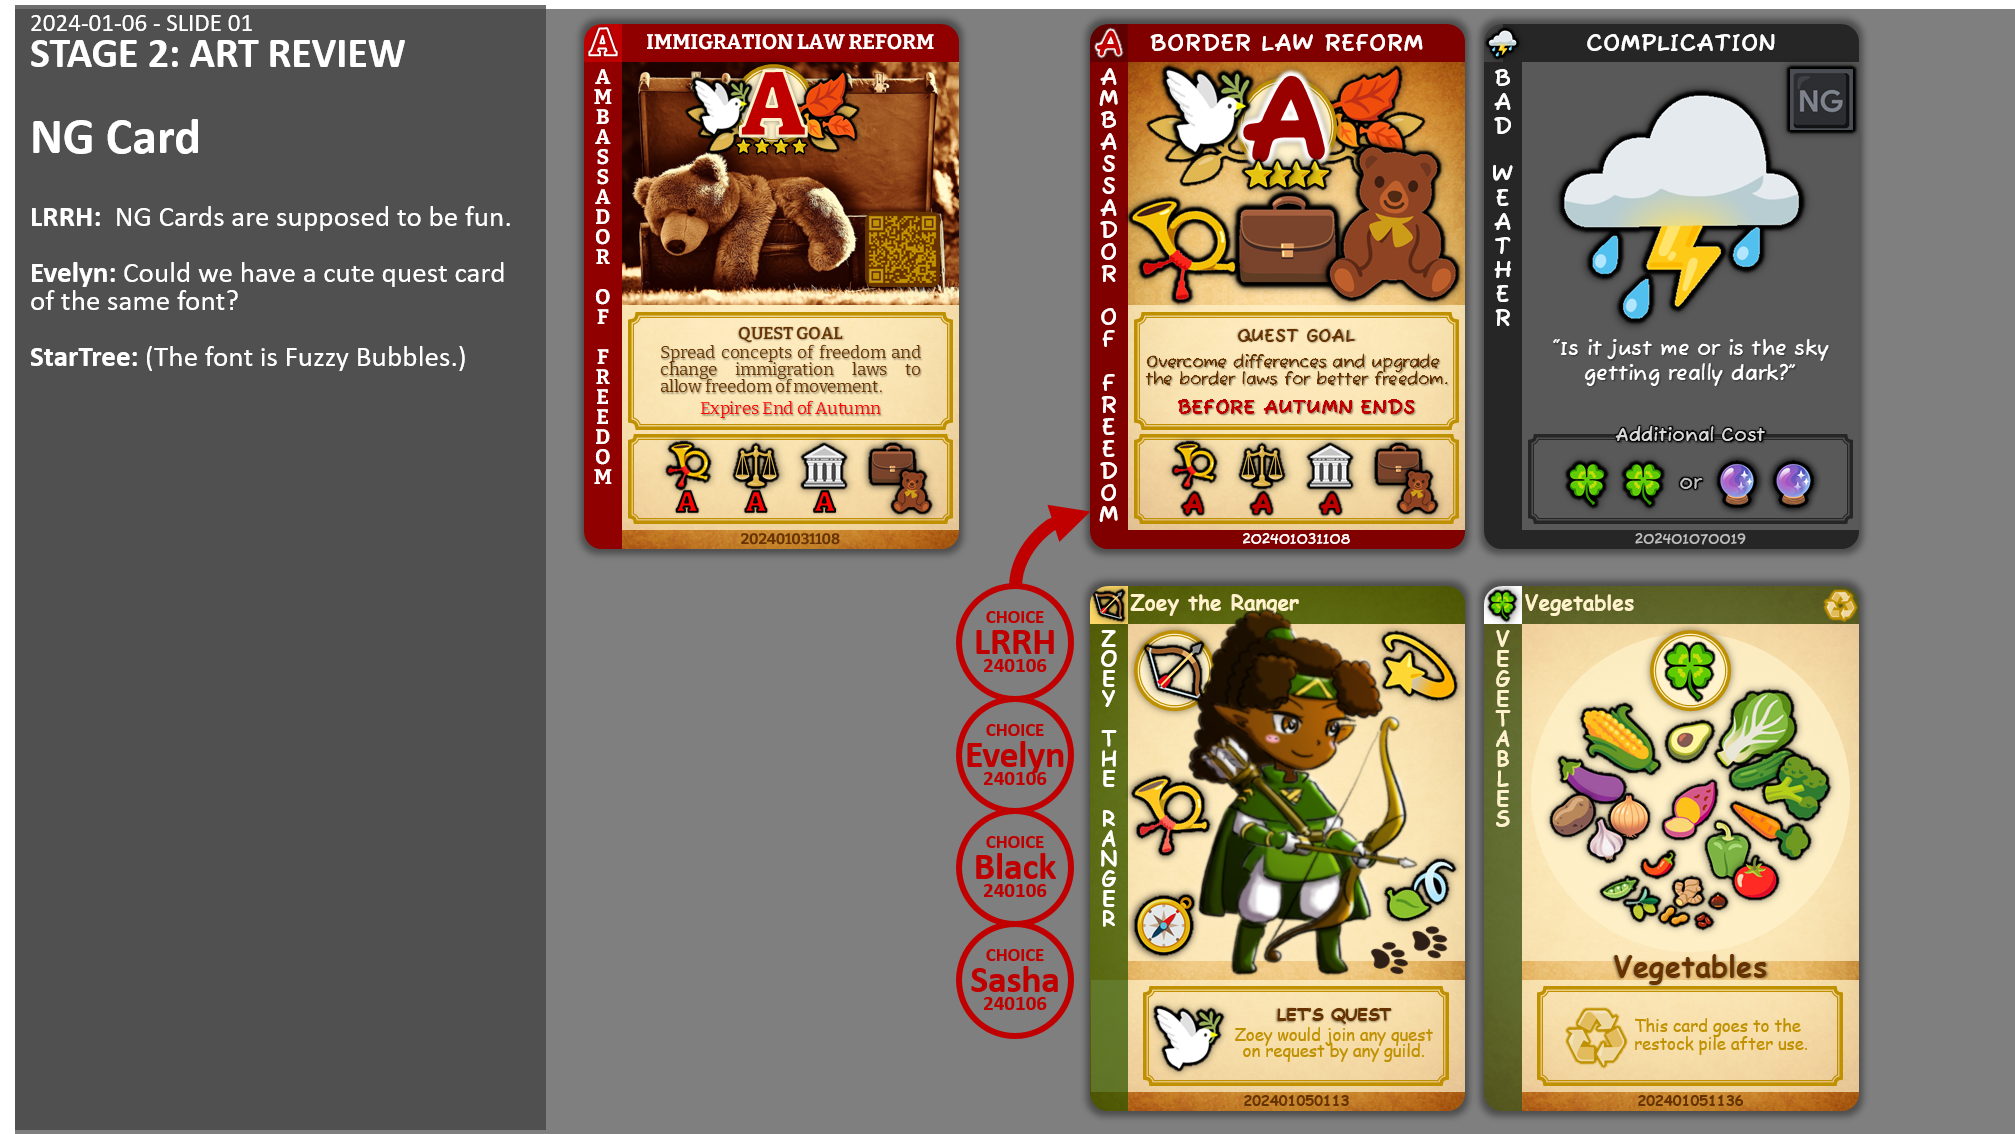 2024-01-06 - SLIDE 01
STAGE 2: ART REVIEW
NG Card
LRRH: NG Cards are supposed to be fun.
Evelyn: Could we have a cute quest card
of the same font?
StarTree: (The font is Fuzzy Bubbles.)
A
IMMIGRATION LAW REFORM
AMBASSADOR OF FREEDOM
A
QUEST GOAL
Spread concepts of freedom and
change immigration laws to
allow freedom of movement.
Expires End of Autumn
A
A
A
202401031108
A
BORDER LAW REFORM
AMBASSADOR OF FREEDOM
A
QUEST GOAL
Overcome differences and upgrade
the border laws for better freedom.
BEFORE AUTUMN ENDS
A
A
A
202401031108
COMPLICATION
BAD WEATHER
NG
"Is it just me or is the sky
getting really dark?"
Additional Cost
or
202401070019
CHOICE
LRRH
240106
CHOICE
Evelyn
240106
CHOICE
Black
240106
CHOICE
Sasha
240106
Zoey the Ranger
ZOEY THE RANGER
LET'S QUEST
Zoey would join any quest
on request by any guild.
202401050113
Vegetables
VEGETABLES
Vegetables
This card goes to the
restock pile after use.
202401051136